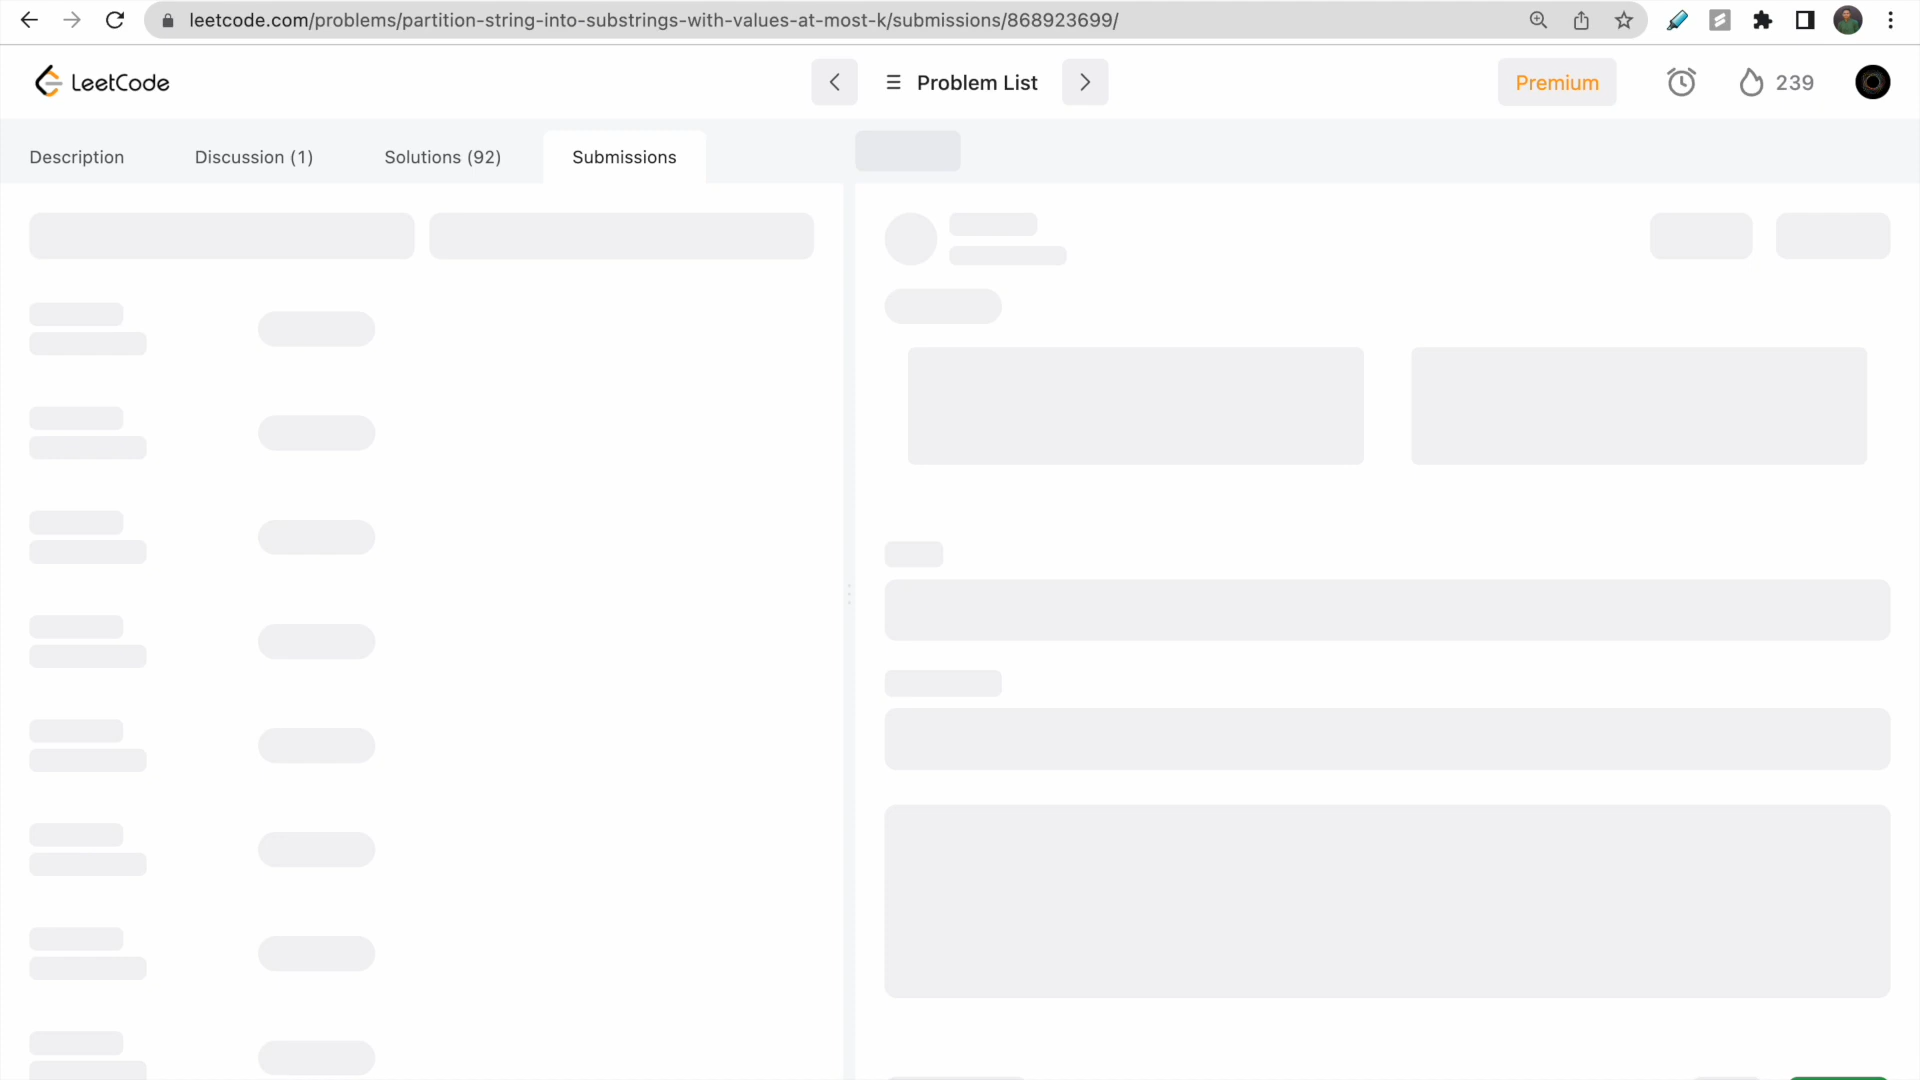 leetcode.com/problems/partition-string-into-substrings-with-values-at-most-k/submissions/868923699/
LeetCode
Problem List
Premium
239
Description
Discussion (1)
Solutions (92)
Submissions